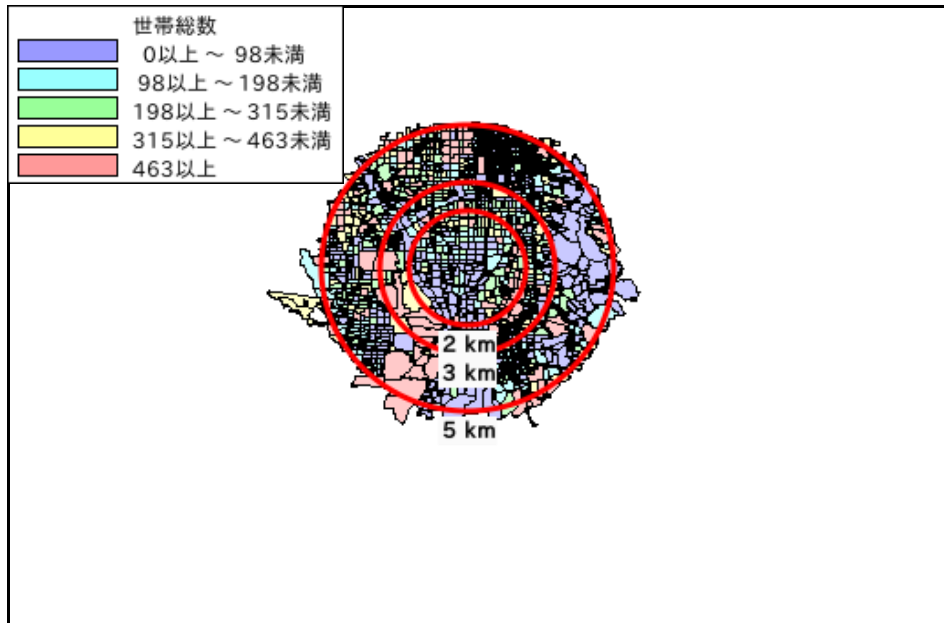 世帯総数
0以上 ～ 98未満
98以上 ～ 198未満
198以上 ～ 315未満
315以上 ～ 463未満
463以上
2 km
3 km
5 km